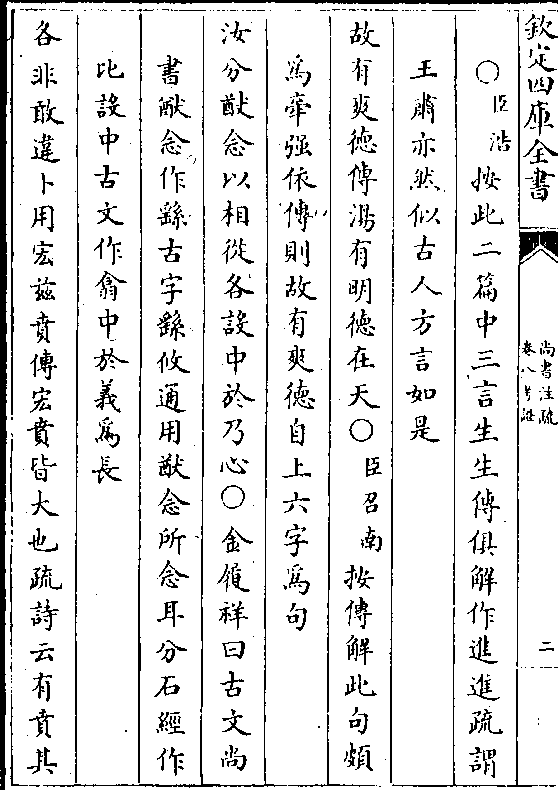 欽定四庫全書
尚書注疏
卷八考證
二
○臣浩按此二篇中三言生生傳俱解作進進疏謂
王肅亦然似古人方言如是
故有爽德傳湯有明德在天○臣召南按傳解此句頗
爲牽强依傳則故有爽德自上六字爲句
汝分猷念以相從各設中於乃心○金履祥曰古文尚
書猷念作繇古字繇攸通用猷念所念耳分石經作
比設中古文作翕中於義爲長
各非敢違卜用宏兹賁傳宏賁皆大也疏詩云有賁其